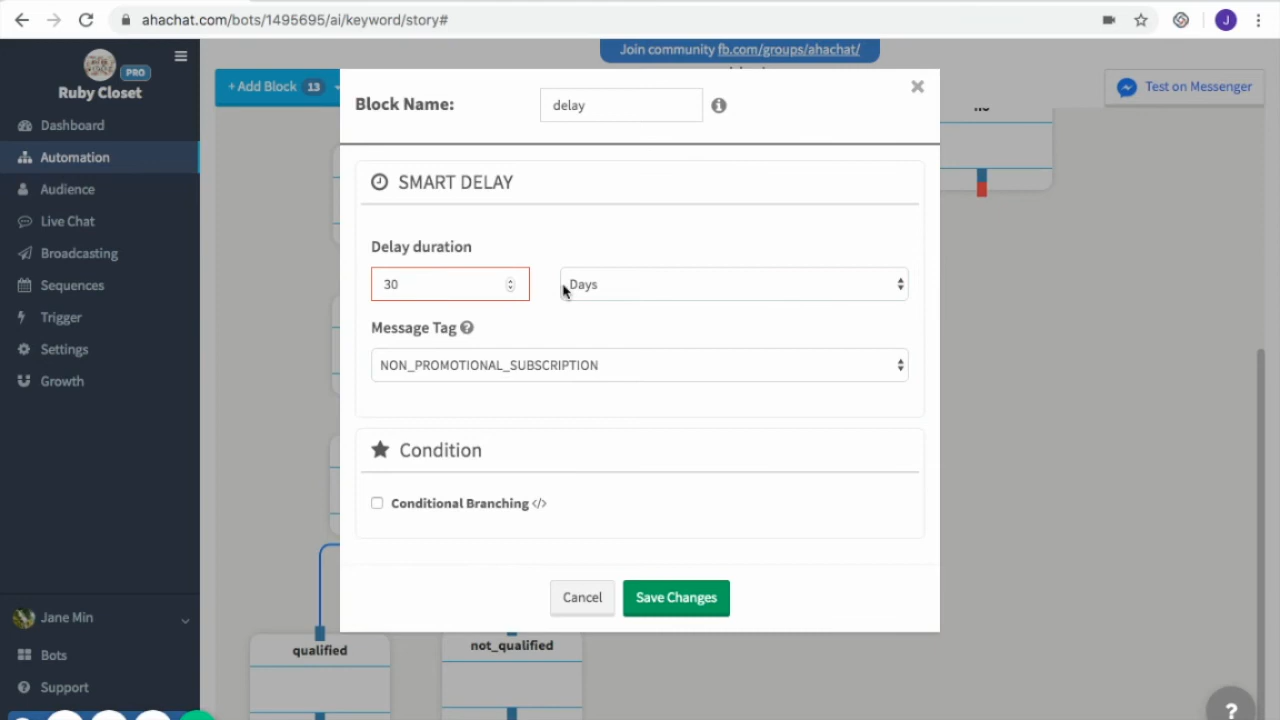 ahachat.com/bots/1495695/ai/keyword/story#
J
Join community fb.com/groups/ahachat/
PRO
Ruby Closet
Dashboard
Automation
Audience
Live Chat
Broadcasting
Sequences
Trigger
Settings
Growth
Jane Min
Bots
Support
+ Add Block 13
Test on Messenger
Block Name:
delay
SMART DELAY
Delay duration
30
Days
Message Tag
NON_PROMOTIONAL_SUBSCRIPTION
Condition
Conditional Branching </>
Cancel
Save Changes
qualified
not_qualified
?